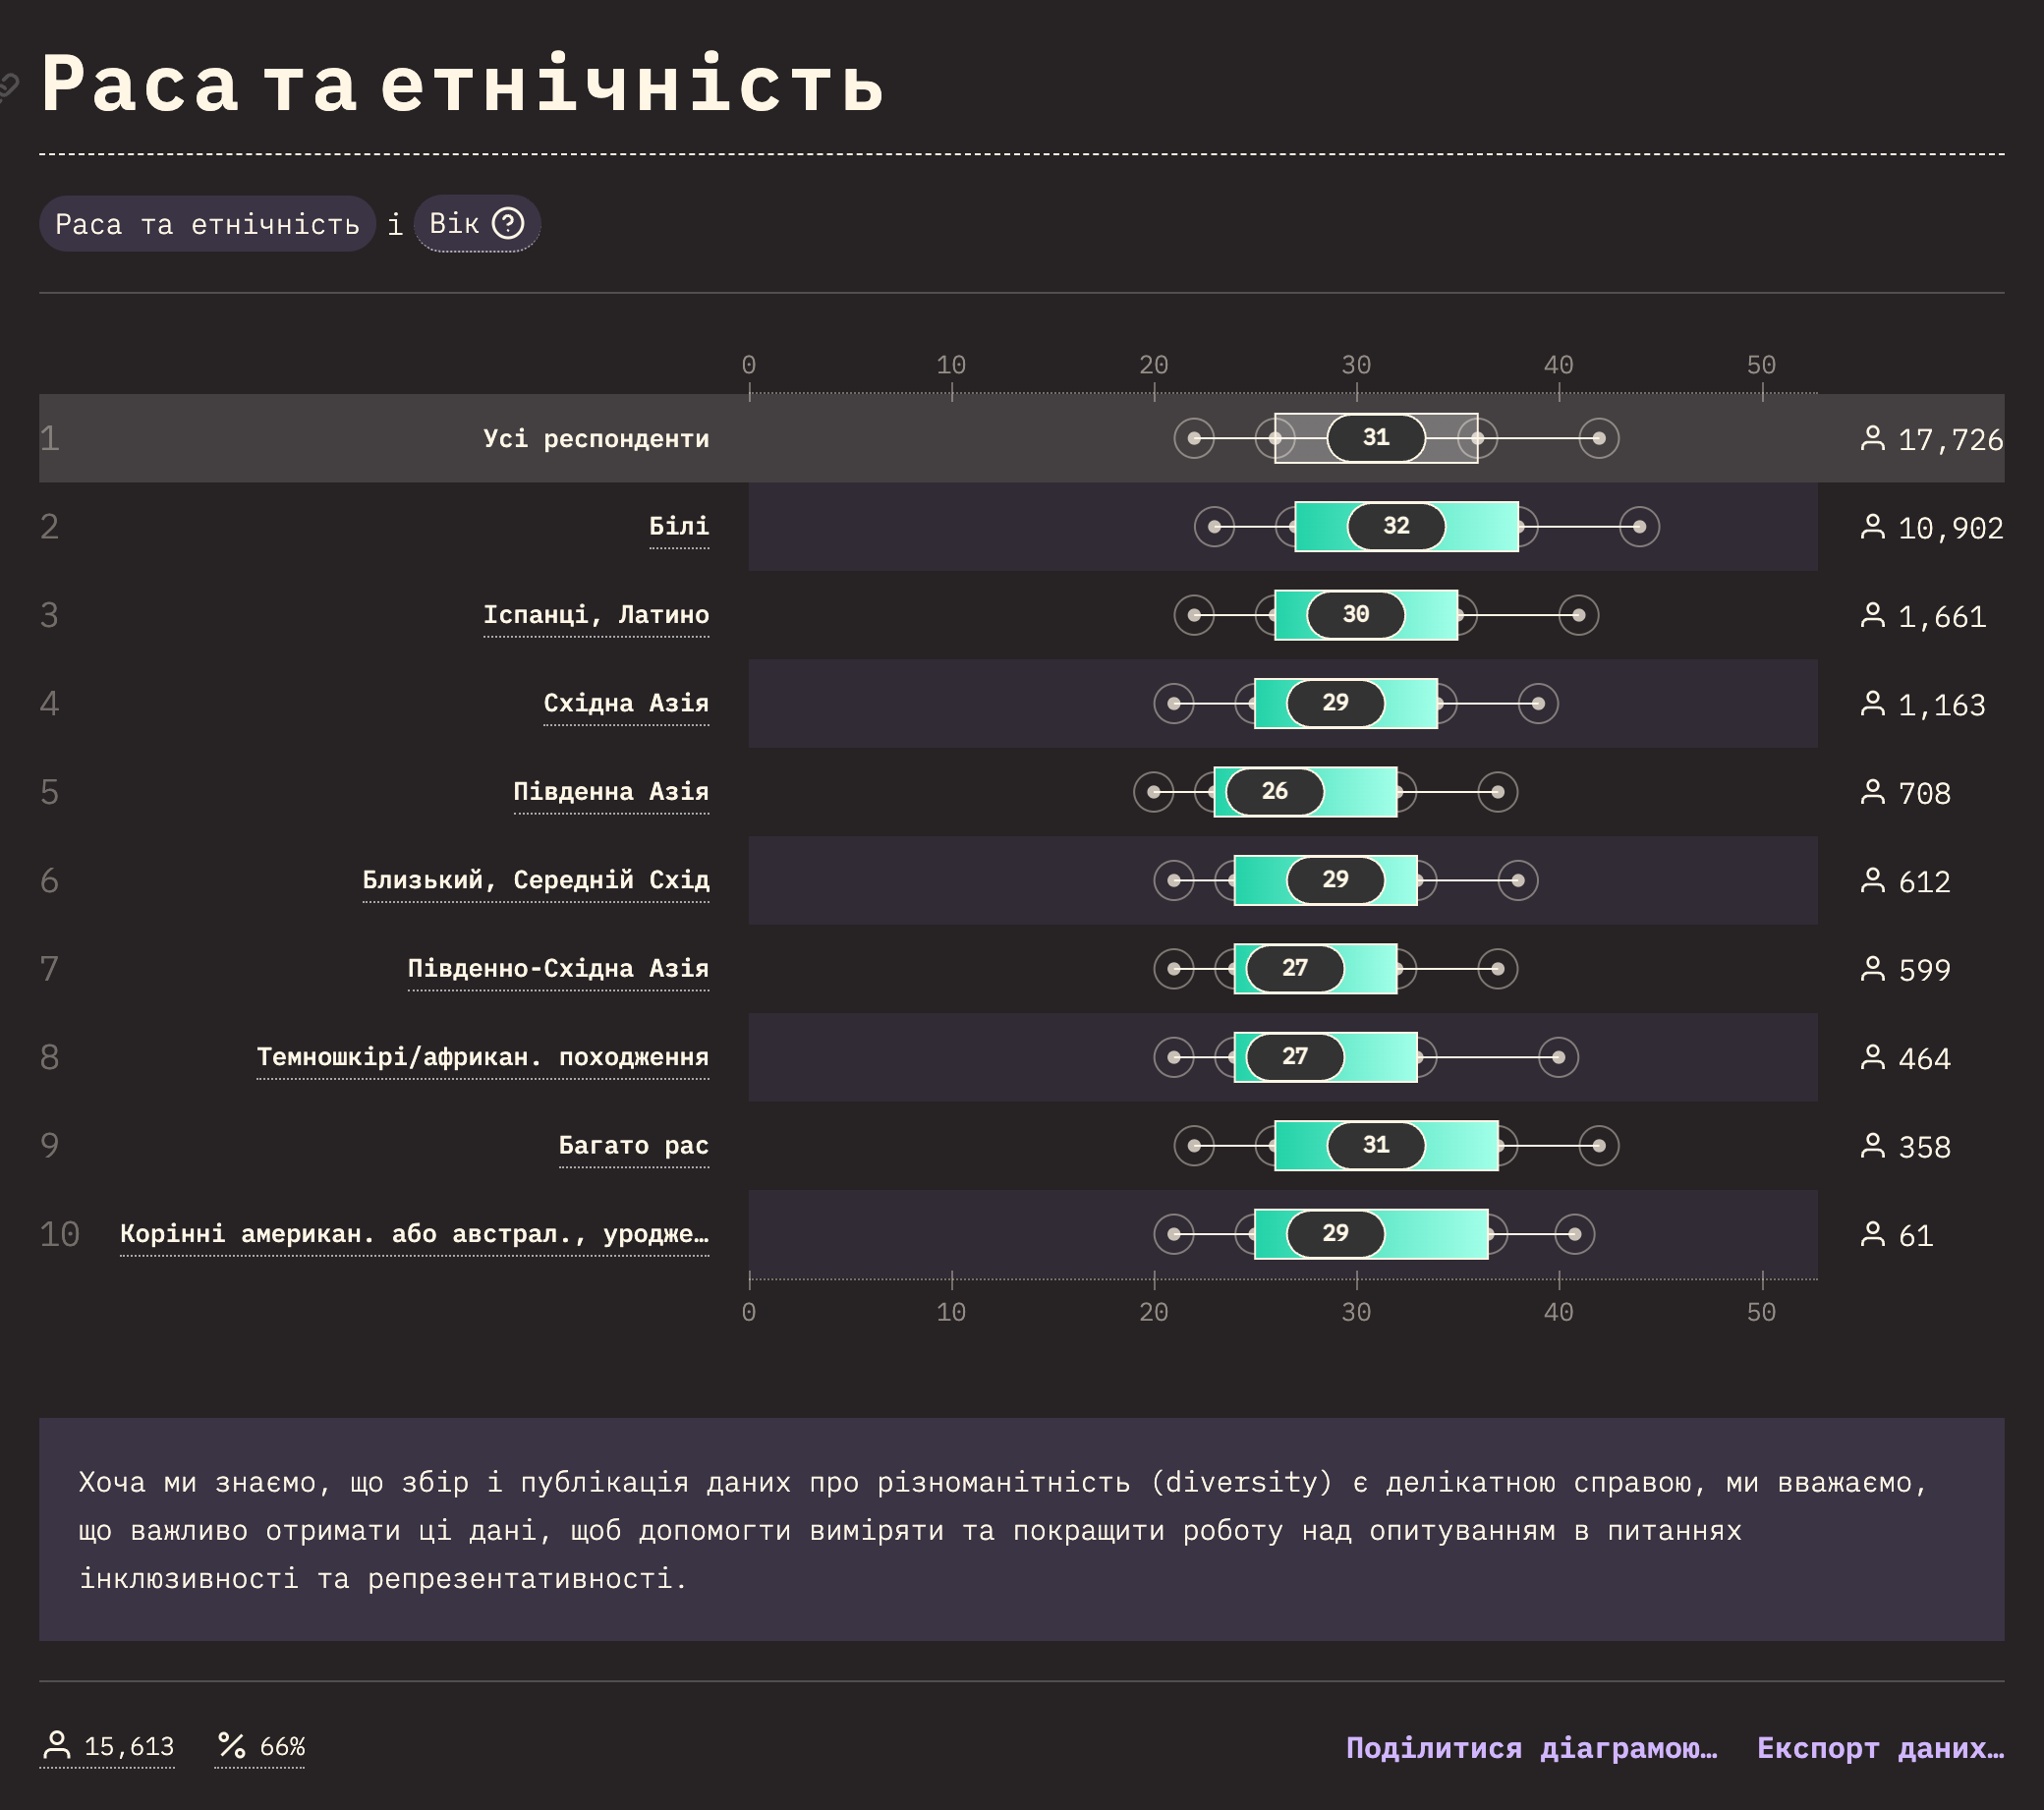 Раса та етнічність
Раса та етнічність і Вік ?
0 10 20 30 40 50
1 Усі респонденти 31 17,726
2 Білі 32 10,902
3 Іспанці, Латино 30 1,661
4 Східна Азія 29 1,163
5 Південна Азія 26 708
6 Близький, Середній Схід 29 612
7 Південно-Східна Азія 27 599
8 Темношкірі/африкан. походження 27 464
9 Багато рас 31 358
10 Корінні американ. або австрал., уродже… 29 61
0 10 20 30 40 50
Хоча ми знаємо, що збір і публікація даних про різноманітність (diversity) є делікатною справою, ми вважаємо,
що важливо отримати ці дані, щоб допомогти виміряти та покращити роботу над опитуванням в питаннях
інклюзивності та репрезентативності.
15,613 % 66% Поділитися діаграмою… Експорт даних…